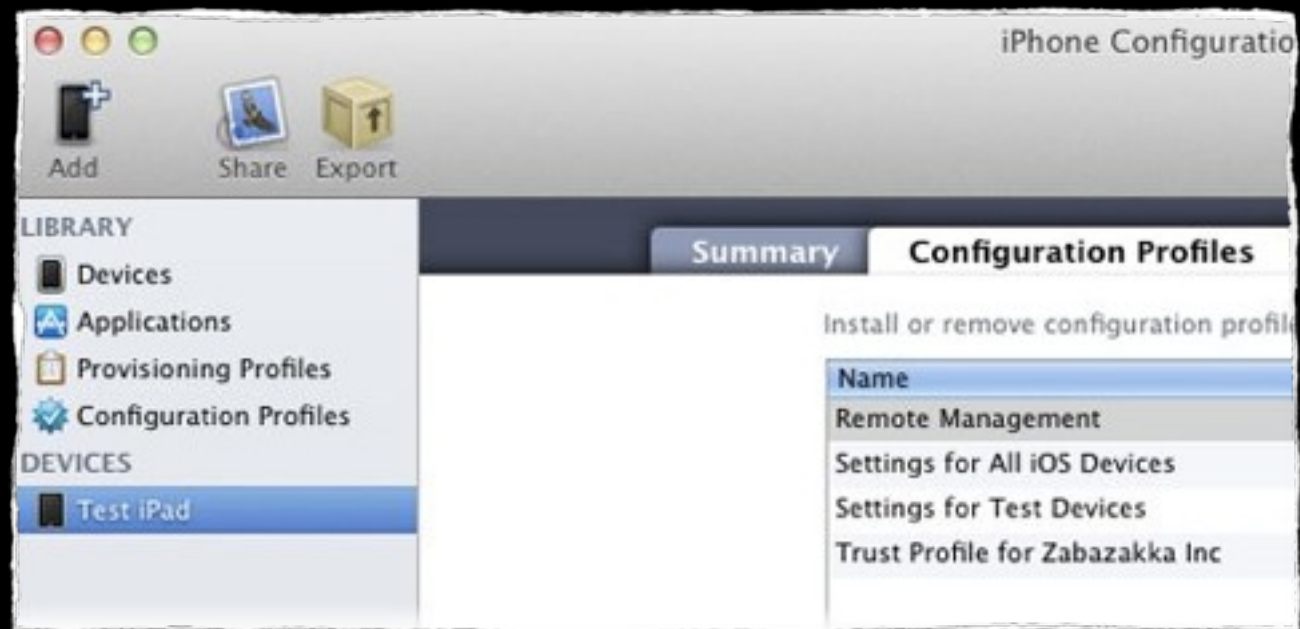 iPhone Configuratio
Add Share Export
LIBRARY
Devices
Applications
Provisioning Profiles
Configuration Profiles
DEVICES
Test iPad
Summary Configuration Profiles
Install or remove configuration profil
Name
Remote Management
Settings for All iOS Devices
Settings for Test Devices
Trust Profile for Zabazakka Inc